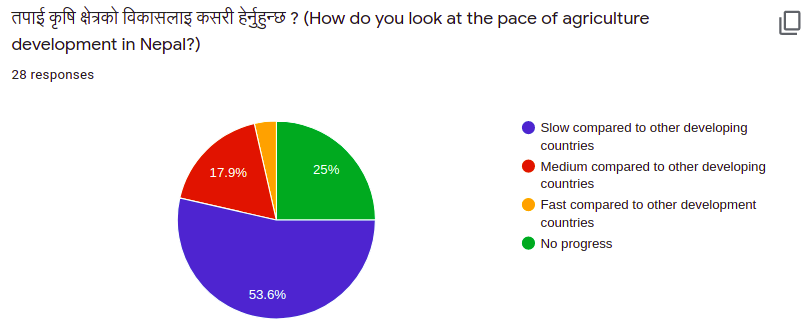 तपाई कृषि क्षेत्रको विकासलाइ कसरी हेर्नुहुन्छ ? (How do you look at the pace of agriculture
development in Nepal?)
28 responses
25%
17.9%
53.6%
Slow compared to other developing
countries
Medium compared to other developing
countries
Fast compared to other development
countries
No progress